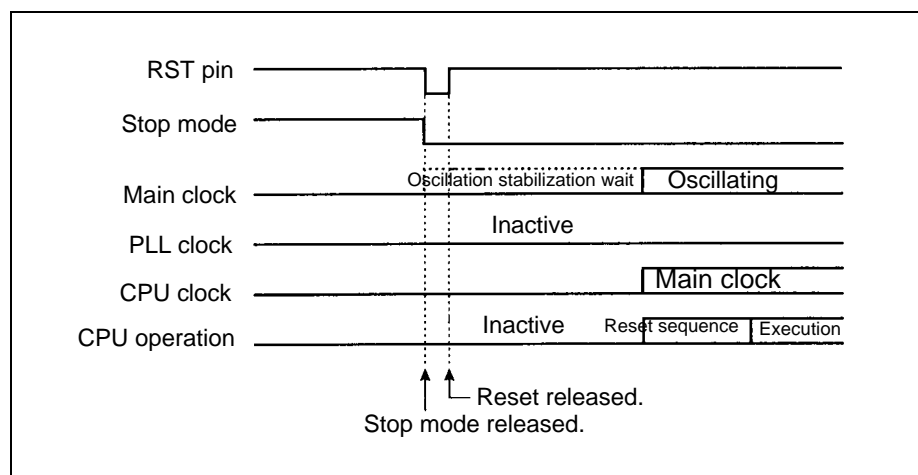 RST pin
Stop mode
Oscillation stabilization wait
Oscillating
Main clock
Inactive
PLL clock
Main clock
CPU clock
Inactive
Reset sequence
Execution
CPU operation
Reset released.
Stop mode released.